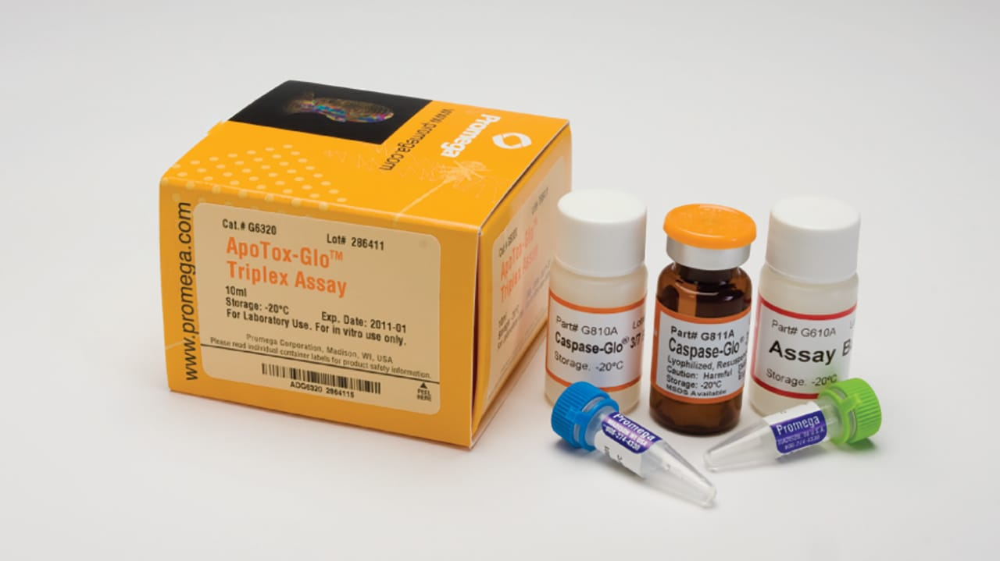 www.promega.com
Promega
www.promega.com
Cat.# G6320
Lot# 286411
ApoTox-Glo™
Triplex Assay
10ml
Storage: -20°C
Exp. Date: 2011-01
For Laboratory Use. For in vitro use only.
Promega Corporation, Madison, WI, USA
Please read individual container labels for product safety information.
ADG6320 2864115
PEEL
HERE
ApoTox-Glo™
Triplex Assay
Part# G810A
Caspase-Glo® 3/7
Storage: -20°C
Part# G811A
Caspase-Glo®
Lyophilized,
Caution: Harmful
Storage: -20°C
MSDS Available
Part# G610A
Assay
Storage: -20°C
Promega
Promega